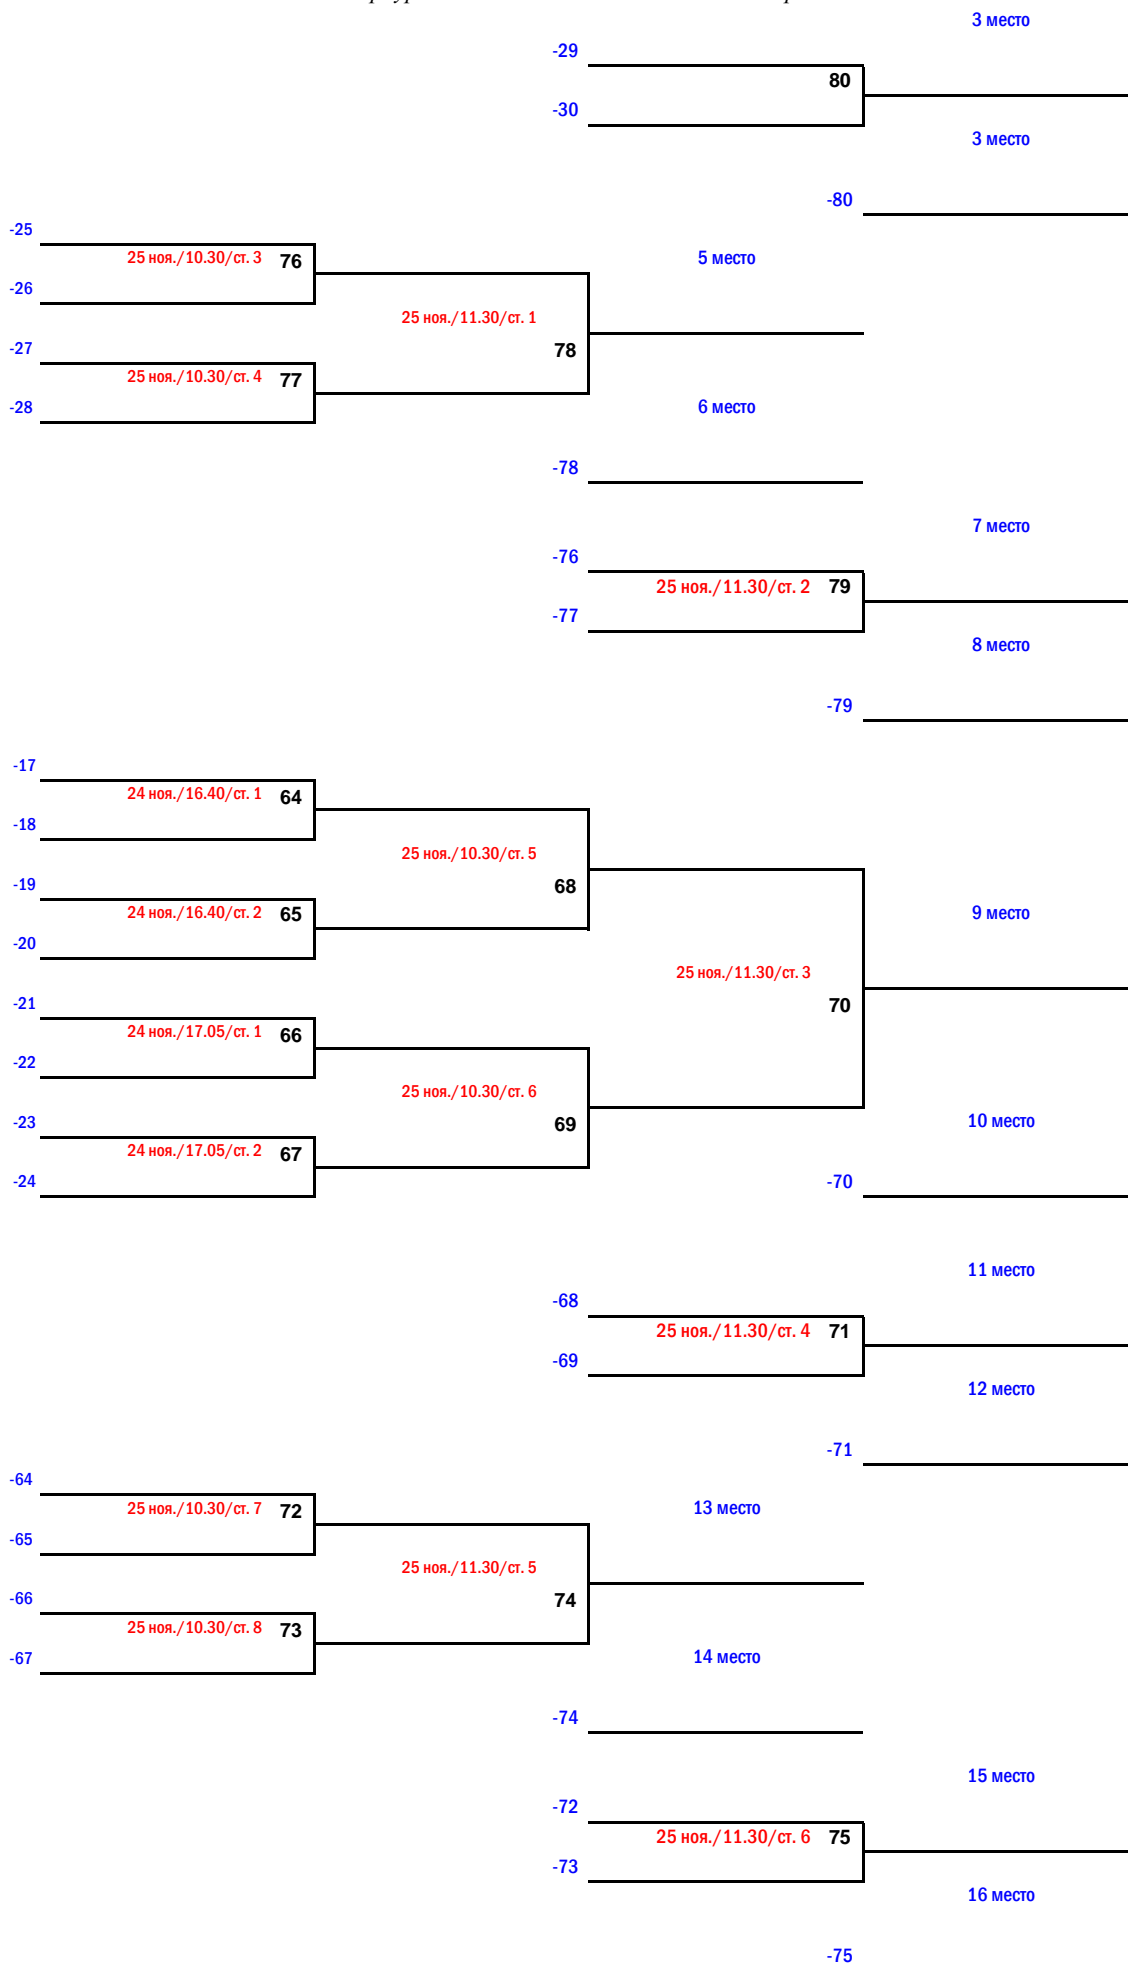 3 место
-29
80
-30
3 место
-80
-25
25 ноя./10.30/ст. 3 76
5 место
-26
25 ноя./11.30/ст. 1
-27
78
25 ноя./10.30/ст. 4 77
-28
6 место
-78
7 место
-76
25 ноя./11.30/ст. 2 79
-77
8 место
-79
-17
24 ноя./16.40/ст. 1 64
-18
25 ноя./10.30/ст. 5
-19
68
24 ноя./16.40/ст. 2 65
9 место
-20
25 ноя./11.30/ст. 3
-21
70
24 ноя./17.05/ст. 1 66
-22
25 ноя./10.30/ст. 6
-23
69
10 место
24 ноя./17.05/ст. 2 67
-24
-70
11 место
-68
25 ноя./11.30/ст. 4 71
-69
12 место
-71
-64
25 ноя./10.30/ст. 7 72
13 место
-65
25 ноя./11.30/ст. 5
-66
74
25 ноя./10.30/ст. 8 73
-67
14 место
-74
15 место
-72
25 ноя./11.30/ст. 6 75
-73
16 место
-75